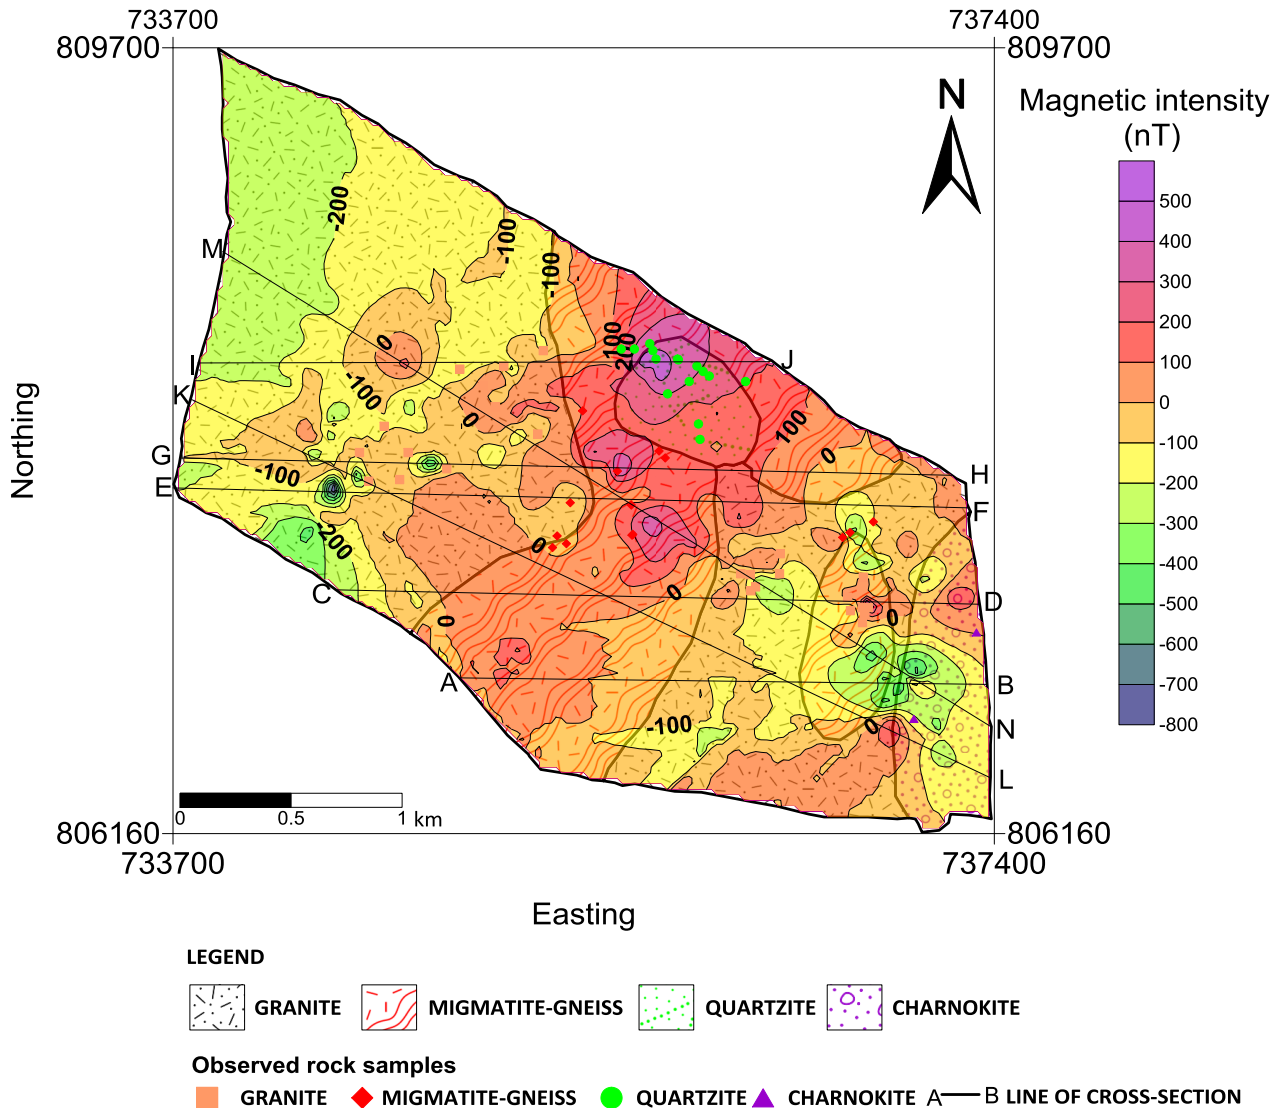 733700 737400
809700 809700
N
Magnetic intensity
(nT)
500
400
300
200
100
0
-100
-200
-300
-400
-500
-600
-700
-800
-200
-100
-100
M
0
100
200
I
J
K
-100
0
100
0
G
H
-100
E
F
-200
0
C
0
D
0
0
A
B
-100
0
N
L
Northing
0 0.5 1 km
806160 806160
733700 737400
Easting
LEGEND
GRANITE MIGMATITE-GNEISS QUARTZITE CHARNOKITE
Observed rock samples
GRANITE MIGMATITE-GNEISS QUARTZITE CHARNOKITE A B LINE OF CROSS-SECTION